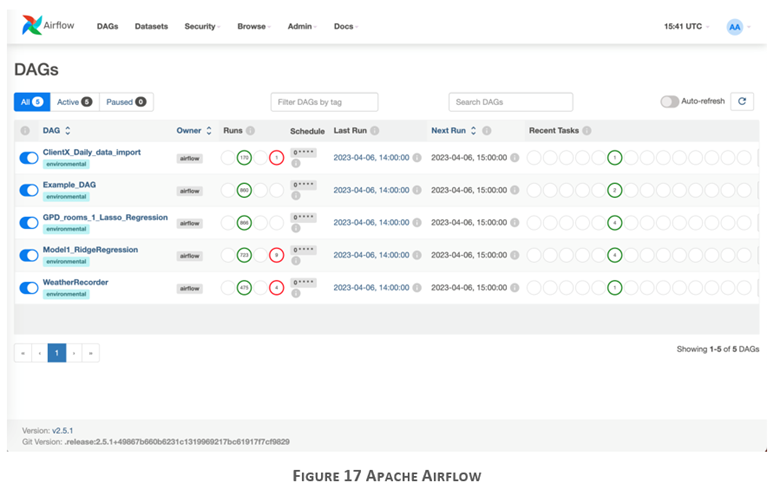 Airflow DAGs Datasets Security Browse Admin Docs 15:41 UTC AA
DAGs
All 5 Active 5 Paused 0 Filter DAGs by tag Search DAGs Auto-refresh
DAG Owner Runs Schedule Last Run Next Run Recent Tasks
ClientX_Daily_data_import
environmental airflow 170 1 0 * * * * 2023-04-06, 14:00:00 2023-04-06, 15:00:00 1
Example_DAG
environmental airflow 860 0 * * * * 2023-04-06, 14:00:00 2023-04-06, 15:00:00 2
GPD_rooms_1_Lasso_Regression
environmental airflow 0 * * * * 2023-04-06, 14:00:00 2023-04-06, 15:00:00 4
Model1_RidgeRegression
environmental airflow 723 9 0 * * * * 2023-04-06, 14:00:00 2023-04-06, 15:00:00 4
WeatherRecorder
environmental airflow 475 4 0 * * * * 2023-04-06, 14:00:00 2023-04-06, 15:00:00 1
« ‹ 1 › » Showing 1-5 of 5 DAGs
Version: v2.5.1
Git Version: .release:2.5.1+49867b660b6231c1319969217bc61917f7cf9829
FIGURE 17 APACHE AIRFLOW